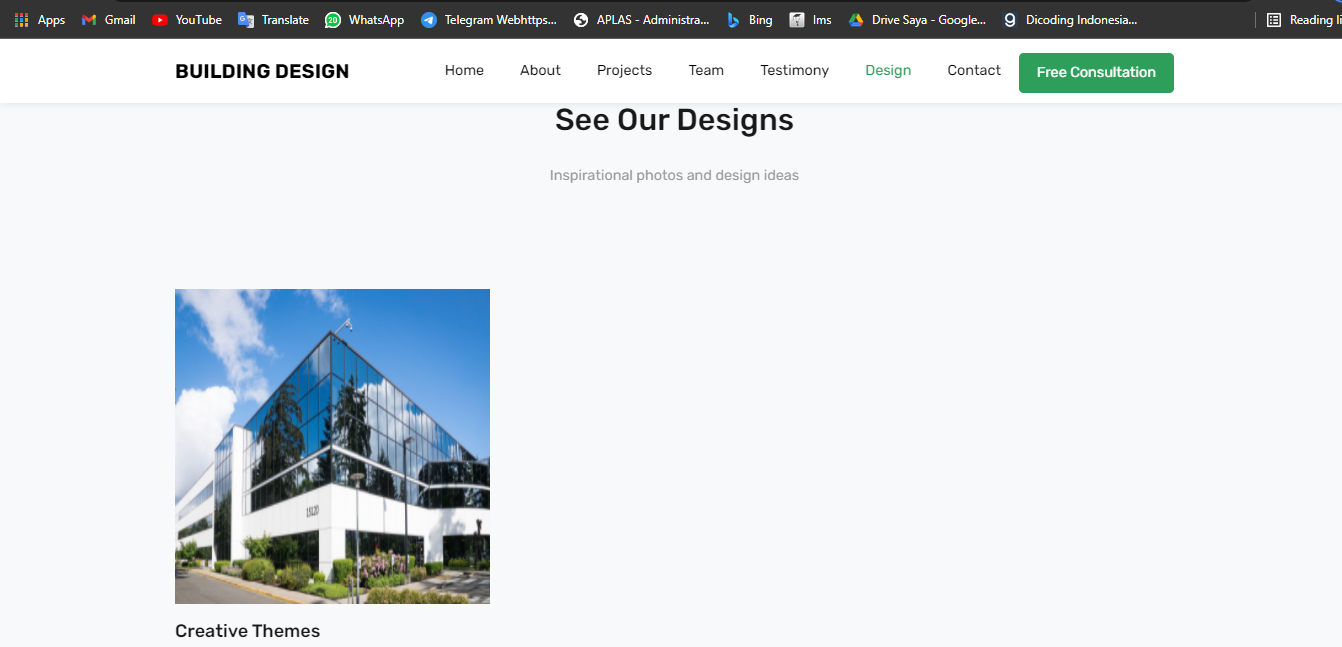 Apps Gmail YouTube Translate 20 WhatsApp Telegram Webhttps... APLAS - Administra... Bing lms Drive Saya - Google... Dicoding Indonesia... Reading li
BUILDING DESIGN Home About Projects Team Testimony Design Contact Free Consultation
See Our Designs
Inspirational photos and design ideas
Creative Themes